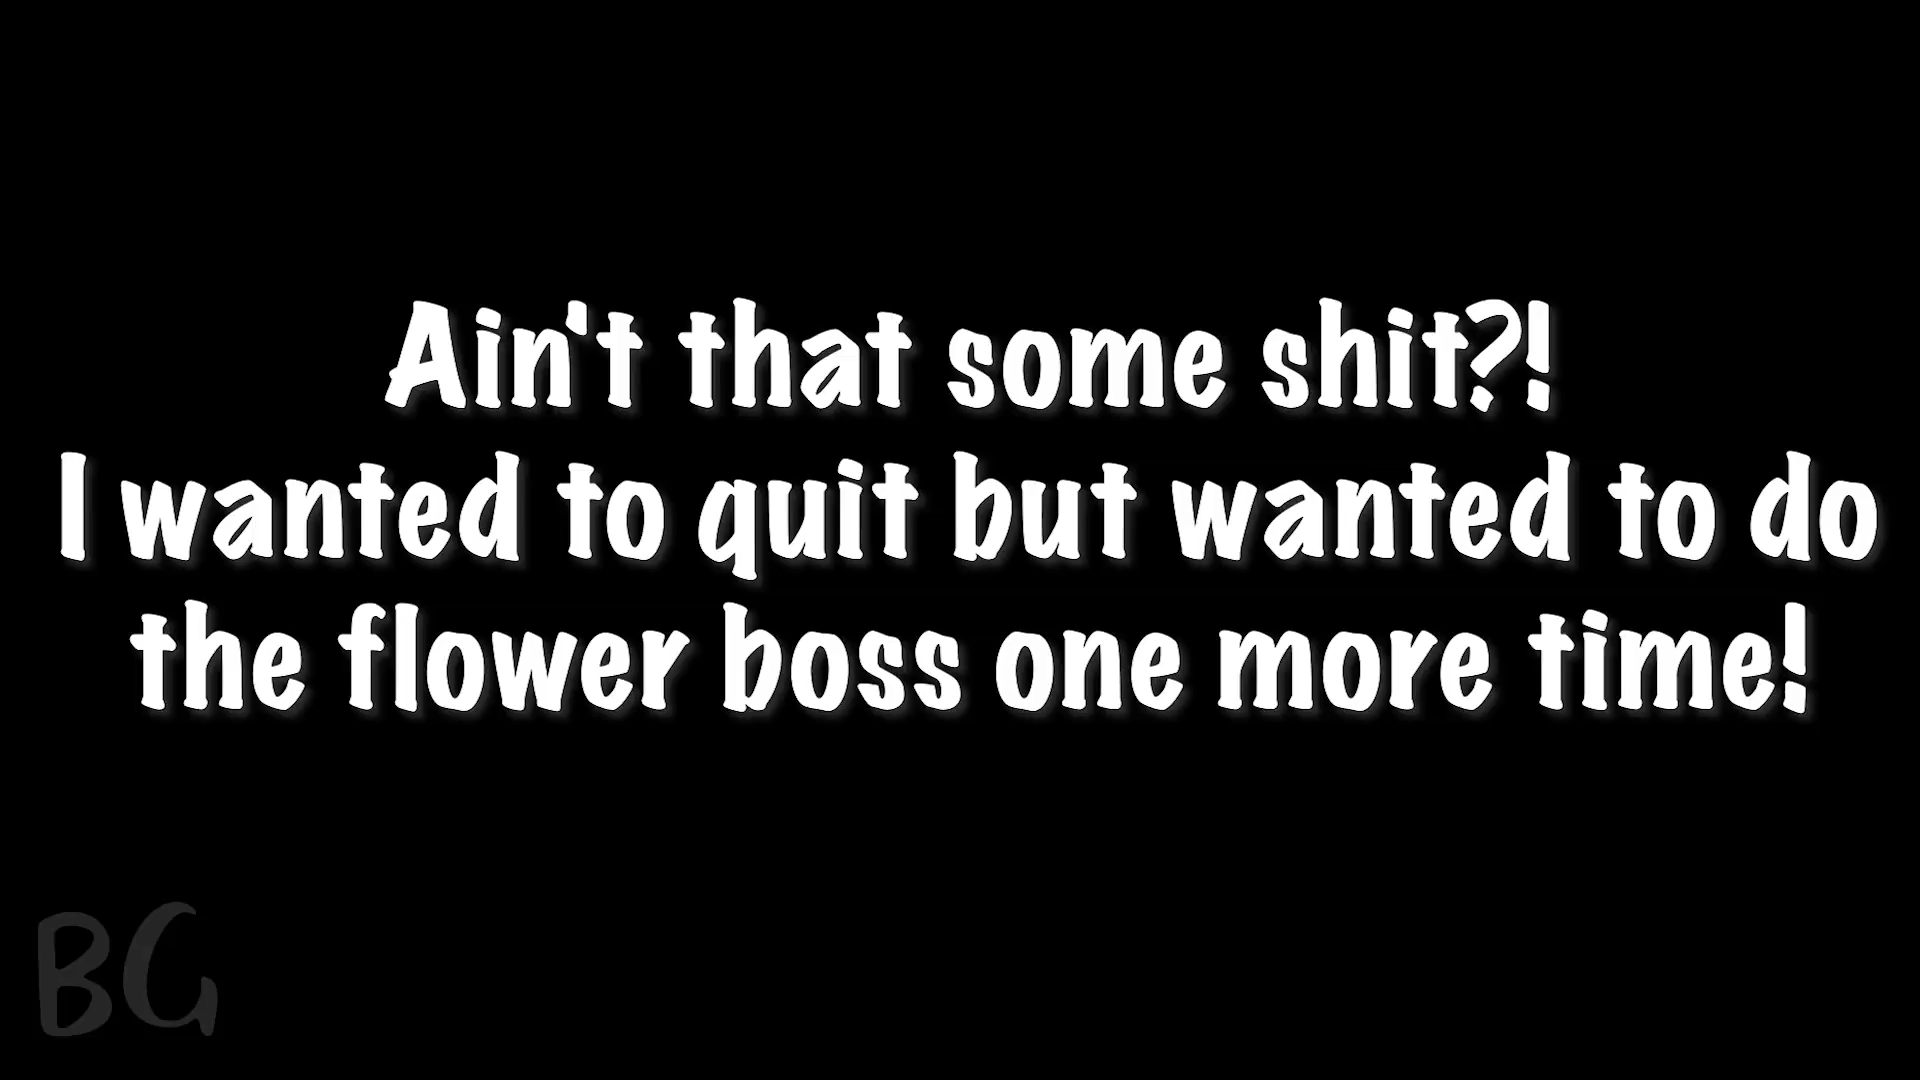 Ain't that some shit?!
I wanted to quit but wanted to do
the flower boss one more time!
BG